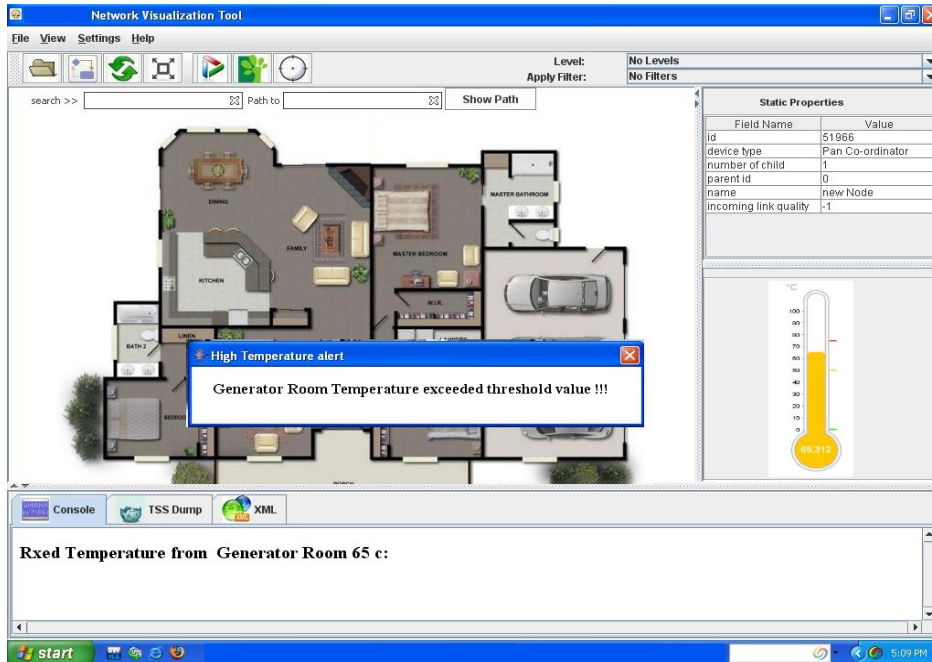 Network Visualization Tool
File View Settings Help
Level: No Levels
Apply Filter: No Filters
search >> Path to Show Path
Static Properties
Field Name Value
id 51966
device type Pan Co-ordinator
number of child 1
parent id 0
name new Node
incoming link quality -1
DINING
MASTER BATHROOM
FAMILY
MASTER BEDROOM
KITCHEN
W.I.R.
BATH 2
LINEN
High Temperature alert
Generator Room Temperature exceeded threshold value !!!
°C
100
90
80
70
60
50
40
30
20
10
0
65.312
PORCH
Console TSS Dump XML
Rxed Temperature from Generator Room 65 c:
start
5:09 PM